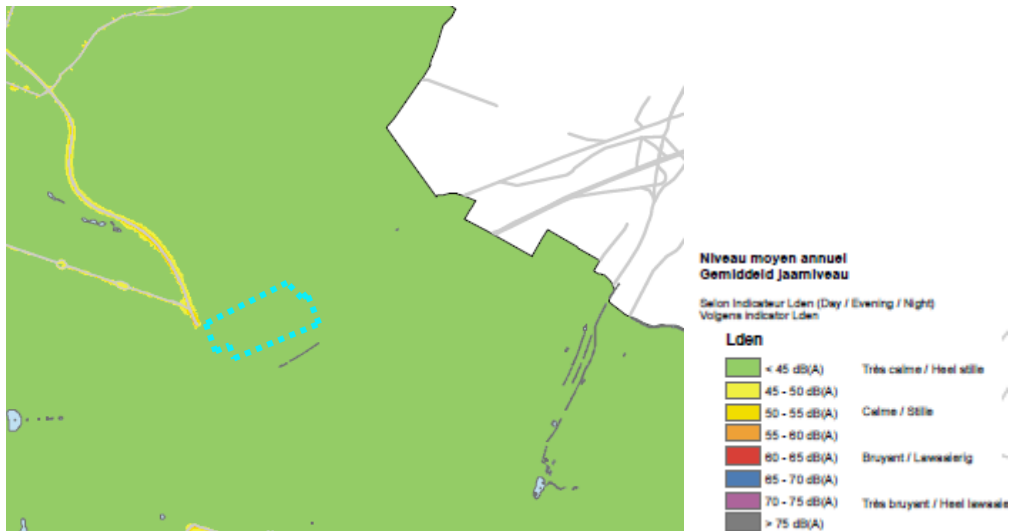 Niveau moyen annuel
Gemiddeld jaarniveau
Selon Indicateur Lden (Day / Evening / Night)
Volgens Indicator Lden
Lden
< 45 dB(A) Très calme / Heel stille
45 - 50 dB(A)
50 - 55 dB(A) Calme / Stille
55 - 60 dB(A)
60 - 65 dB(A) Bruyant / Lawaaierig
65 - 70 dB(A)
70 - 75 dB(A) Très bruyant / Heel lawaaie
> 75 dB(A)